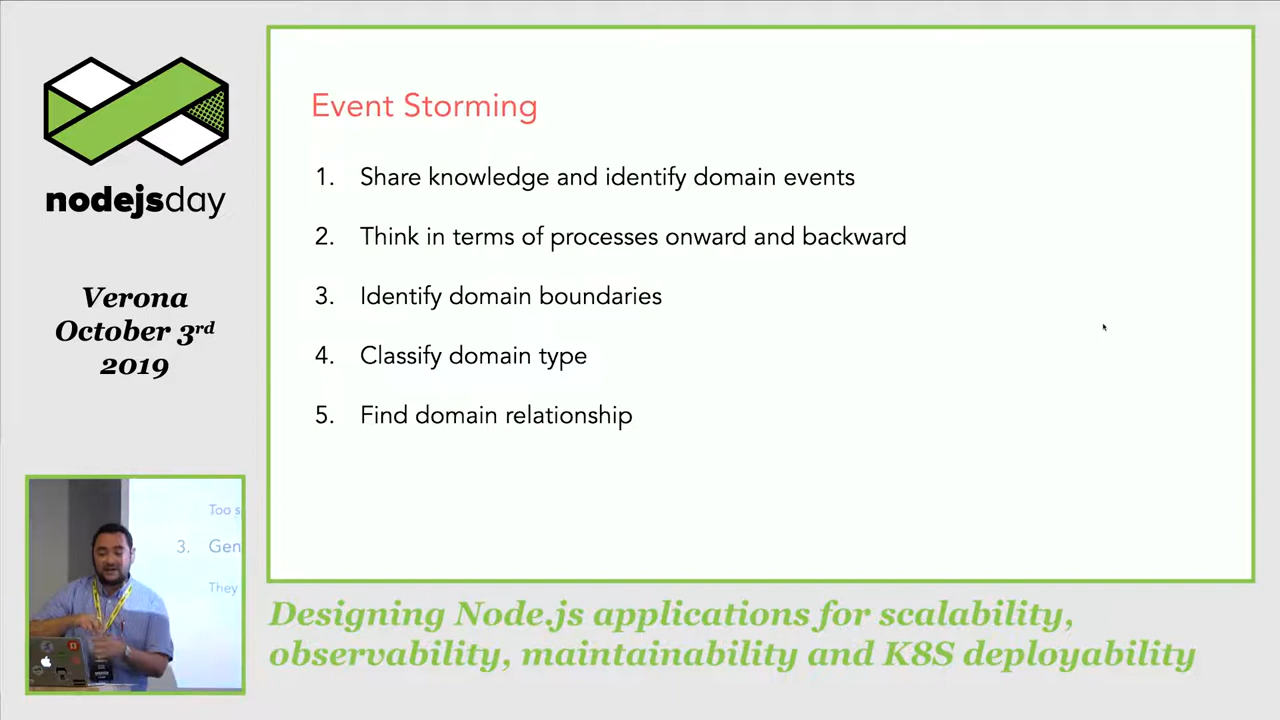 nodejsday
Verona
October 3rd
2019
Event Storming
1. Share knowledge and identify domain events
2. Think in terms of processes onward and backward
3. Identify domain boundaries
4. Classify domain type
5. Find domain relationship
Too s
3. Gen
They
Designing Node.js applications for scalability,
observability, maintainability and K8S deployability